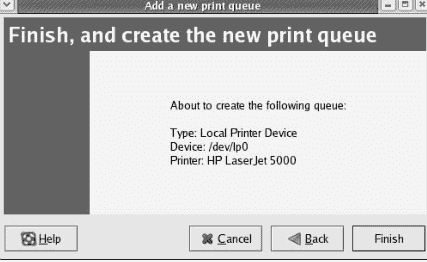 Add a new print queue
Finish, and create the new print queue
About to create the following queue:
Type: Local Printer Device
Device: /dev/lp0
Printer: HP LaserJet 5000
Help
Cancel
Back
Finish